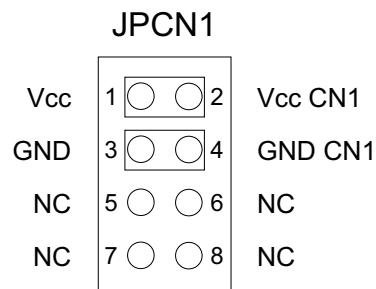 JPCN1
Vcc 1 2 Vcc CN1
GND 3 4 GND CN1
NC 5 6 NC
NC 7 8 NC